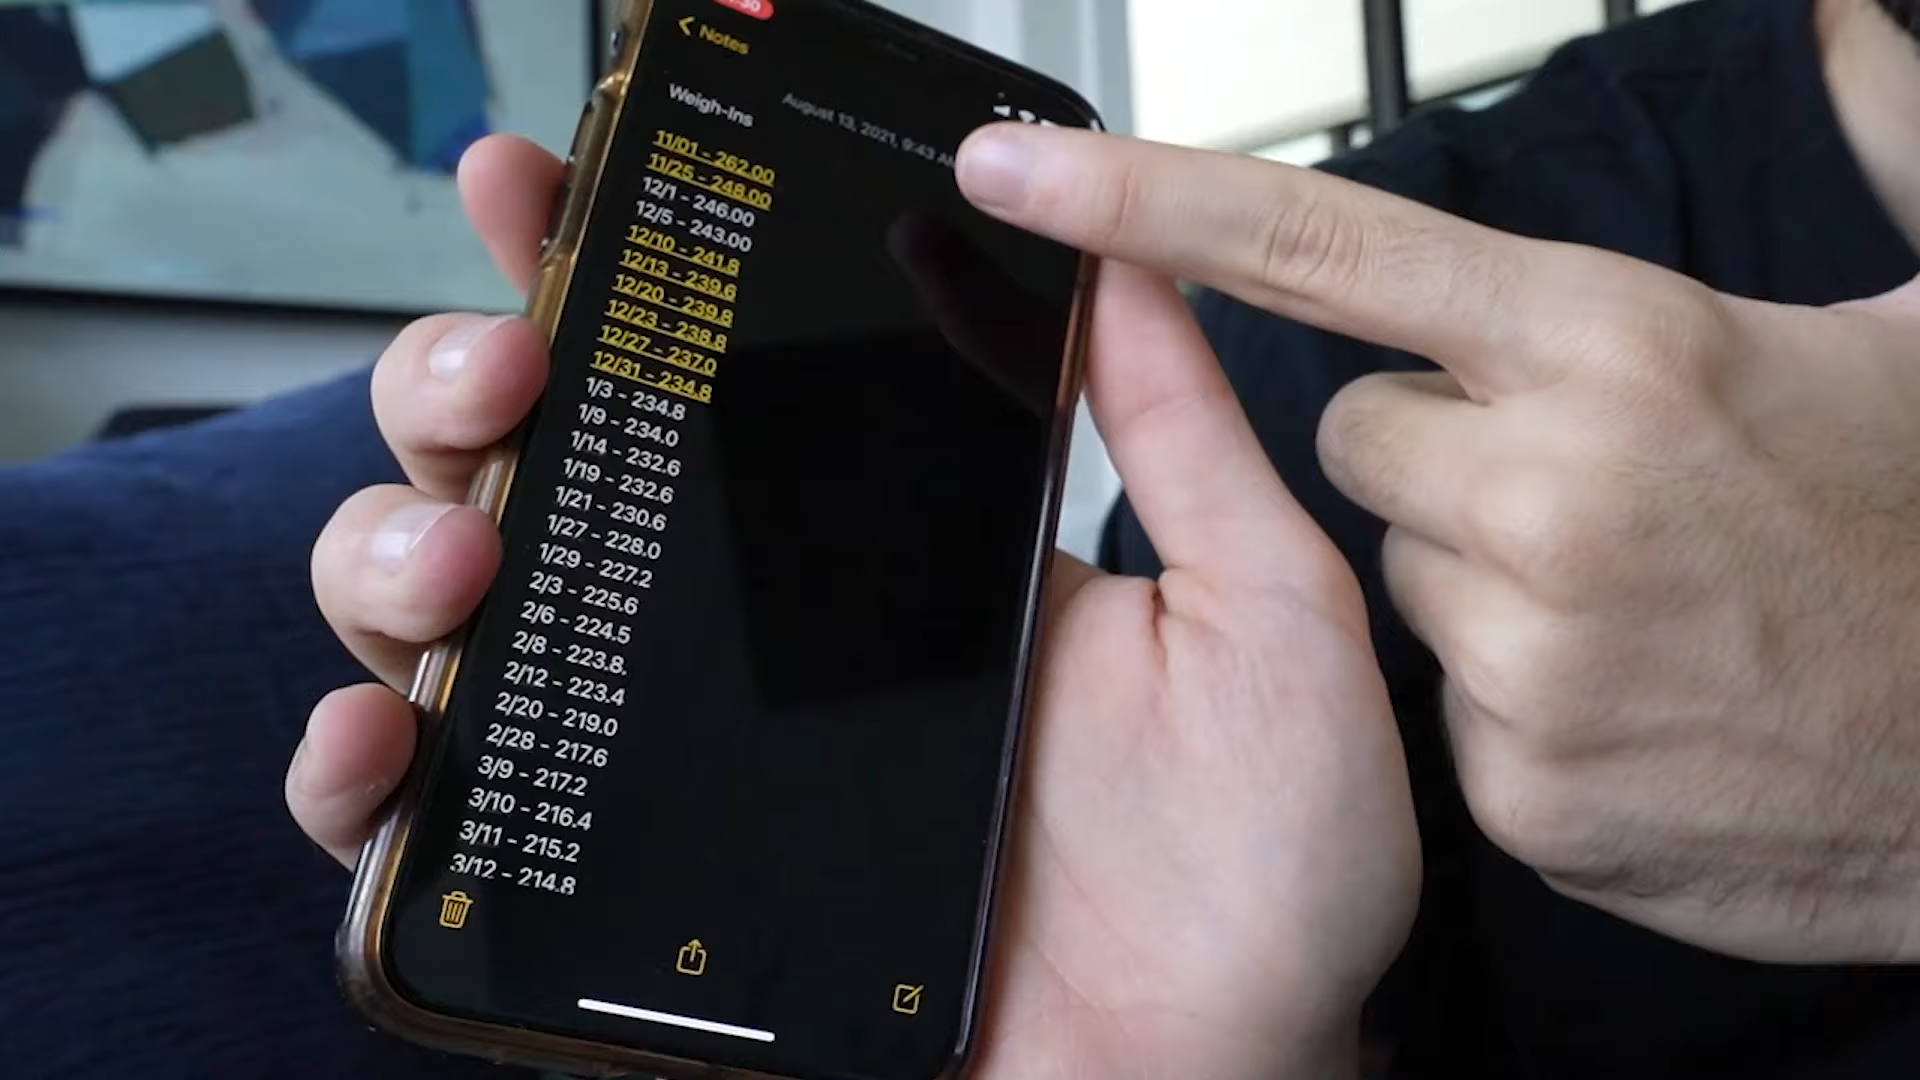 Notes
August 13, 2021, 9:43
Weigh-Ins
11/01 - 262.00
11/25 - 248.00
12/1 - 246.00
12/5 - 243.00
12/10 - 241.8
12/13 - 239.6
12/20 - 239.8
12/23 - 238.8
12/27 - 237.0
12/31 - 234.8
1/3 - 234.8
1/9 - 234.0
1/14 - 232.6
1/19 - 232.6
1/21 - 230.6
1/27 - 228.0
1/29 - 227.2
2/3 - 225.6
2/6 - 224.5
2/8 - 223.8.
2/12 - 223.4
2/20 - 219.0
2/28 - 217.6
3/9 - 217.2
3/10 - 216.4
3/11 - 215.2
3/12 - 214.8